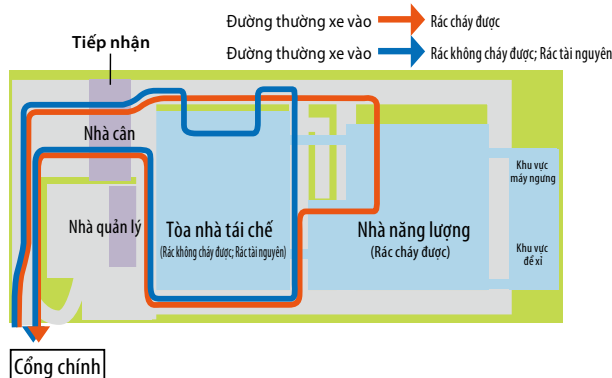 Đường thường xe vào Rác cháy được
Đường thường xe vào Rác không cháy được; Rác tài nguyên
Tiếp nhận
Nhà cân
Nhà quản lý
Tòa nhà tái chế
(Rác không cháy được; Rác tài nguyên)
Nhà năng lượng
(Rác cháy được)
Khu vực
máy ngưng
Khu vực
để xỉ
Cổng chính